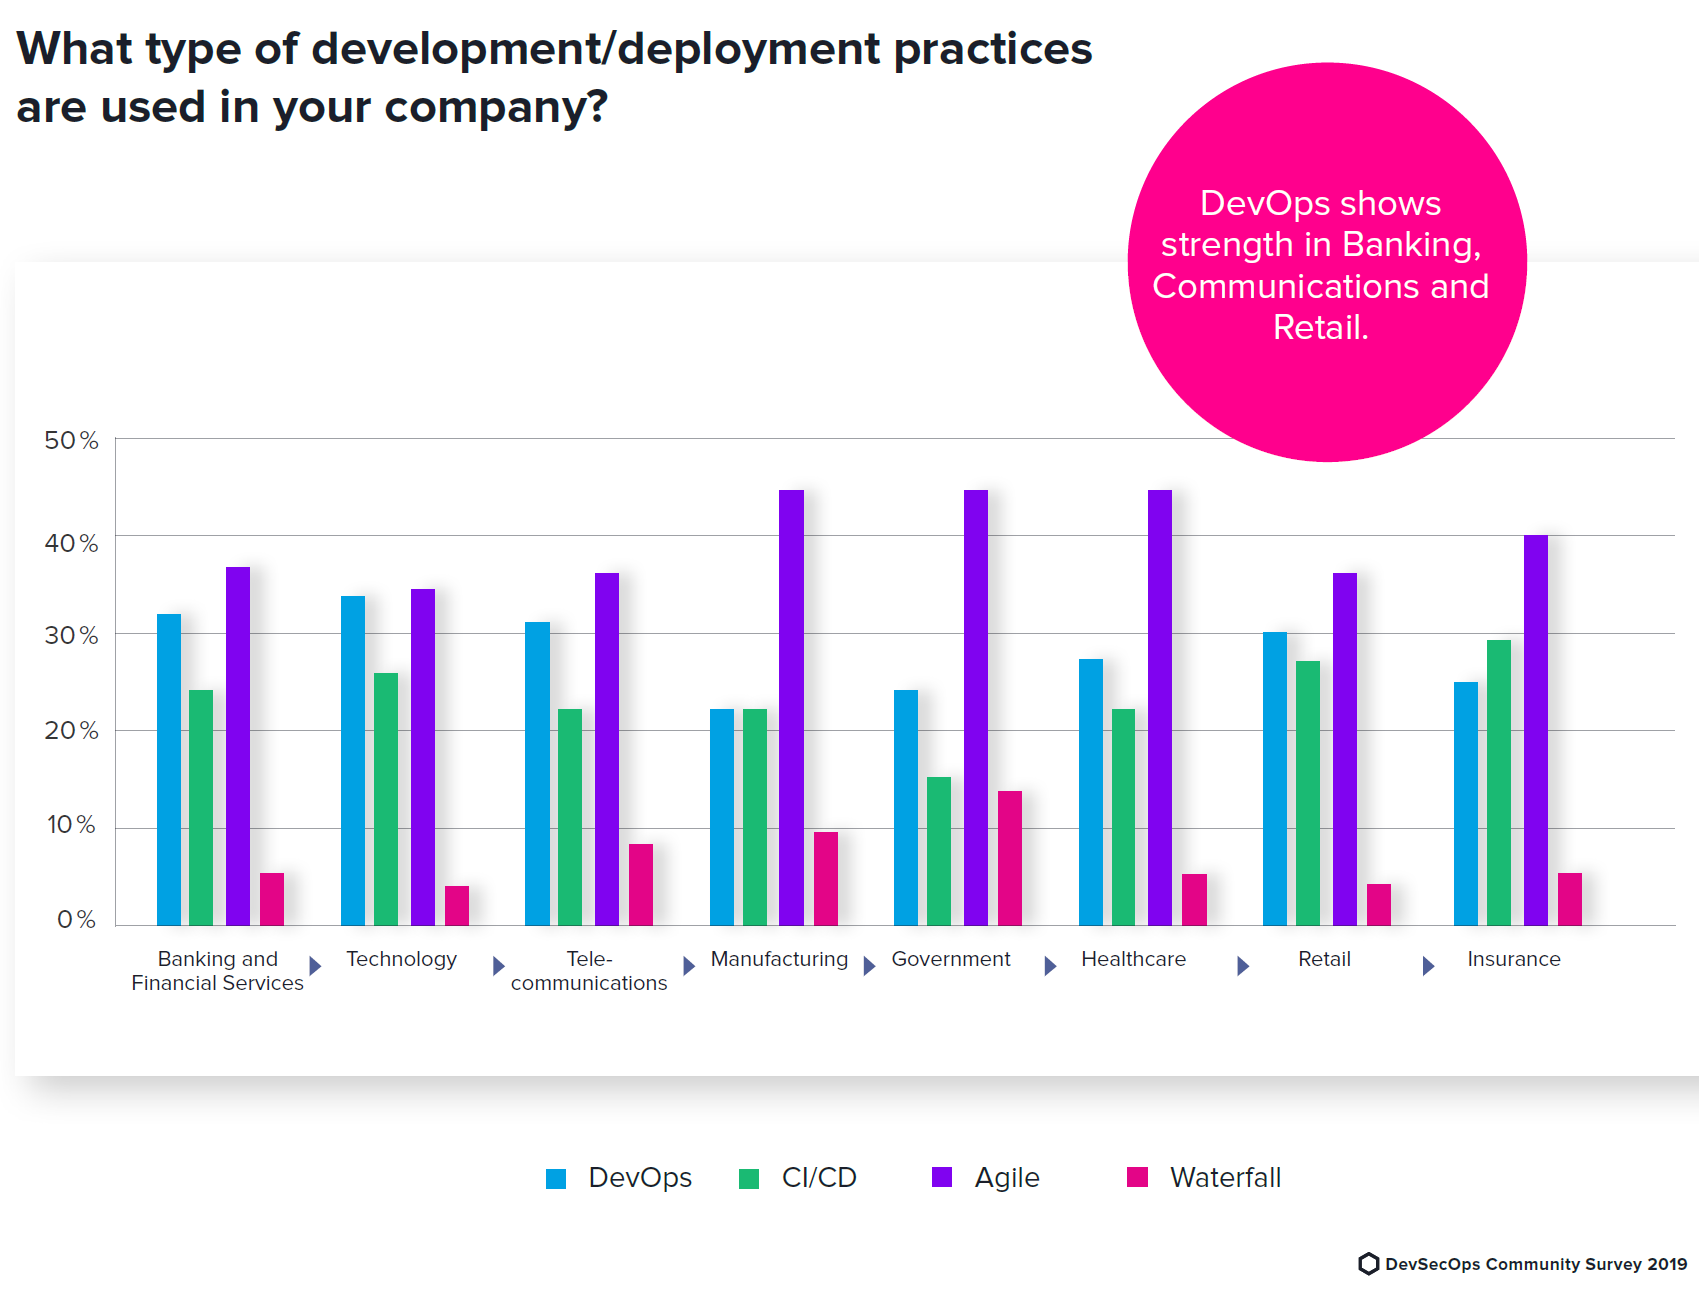 What type of development/deployment practices
are used in your company?
DevOps shows
strength in Banking,
Communications and
Retail.
50%
40%
30%
20%
10%
0%
Banking and
Financial Services
Technology
Tele-
communications
Manufacturing
Government
Healthcare
Retail
Insurance
DevOps
CI/CD
Agile
Waterfall
DevSecOps Community Survey 2019